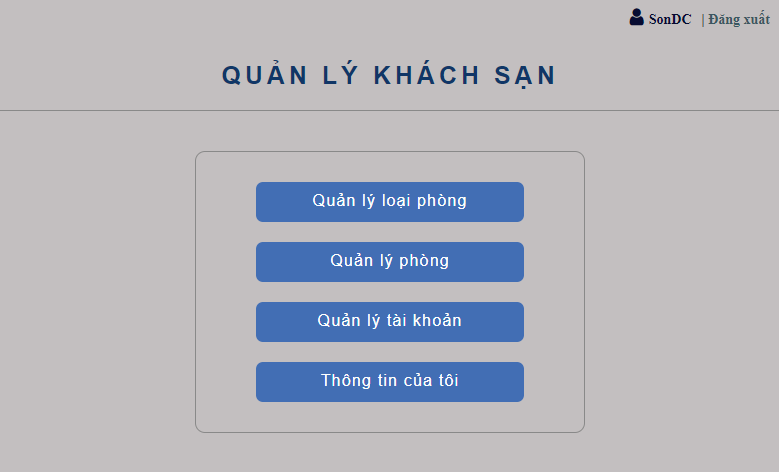 SonDC | Đăng xuất
QUẢN LÝ KHÁCH SẠN
Quản lý loại phòng
Quản lý phòng
Quản lý tài khoản
Thông tin của tôi